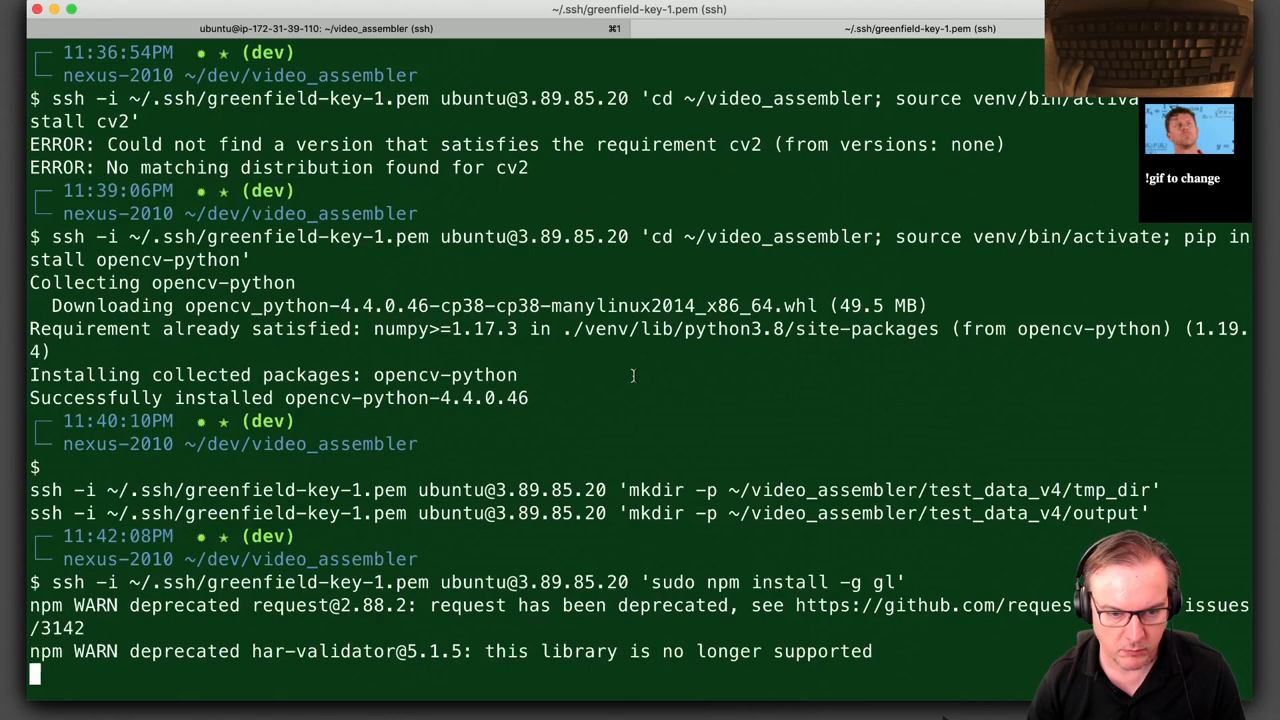 ~/.ssh/greenfield-key-1.pem (ssh)
ubuntu@ip-172-31-39-110: ~/video_assembler (ssh) ⌘1 ~/.ssh/greenfield-key-1.pem (ssh)
11:36:54PM ● ★ (dev)
nexus-2010 ~/dev/video_assembler
$ ssh -i ~/.ssh/greenfield-key-1.pem ubuntu@3.89.85.20 'cd ~/video_assembler; source venv/bin/activa
stall cv2'
ERROR: Could not find a version that satisfies the requirement cv2 (from versions: none)
ERROR: No matching distribution found for cv2
!gif to change
11:39:06PM ● ★ (dev)
nexus-2010 ~/dev/video_assembler
$ ssh -i ~/.ssh/greenfield-key-1.pem ubuntu@3.89.85.20 'cd ~/video_assembler; source venv/bin/activate; pip in
stall opencv-python'
Collecting opencv-python
Downloading opencv_python-4.4.0.46-cp38-cp38-manylinux2014_x86_64.whl (49.5 MB)
Requirement already satisfied: numpy>=1.17.3 in ./venv/lib/python3.8/site-packages (from opencv-python) (1.19.
4)
Installing collected packages: opencv-python
Successfully installed opencv-python-4.4.0.46
11:40:10PM ● ★ (dev)
nexus-2010 ~/dev/video_assembler
$
ssh -i ~/.ssh/greenfield-key-1.pem ubuntu@3.89.85.20 'mkdir -p ~/video_assembler/test_data_v4/tmp_dir'
ssh -i ~/.ssh/greenfield-key-1.pem ubuntu@3.89.85.20 'mkdir -p ~/video_assembler/test_data_v4/output'
11:42:08PM ● ★ (dev)
nexus-2010 ~/dev/video_assembler
$ ssh -i ~/.ssh/greenfield-key-1.pem ubuntu@3.89.85.20 'sudo npm install -g gl'
npm WARN deprecated request@2.88.2: request has been deprecated, see https://github.com/reques issues
/3142
npm WARN deprecated har-validator@5.1.5: this library is no longer supported